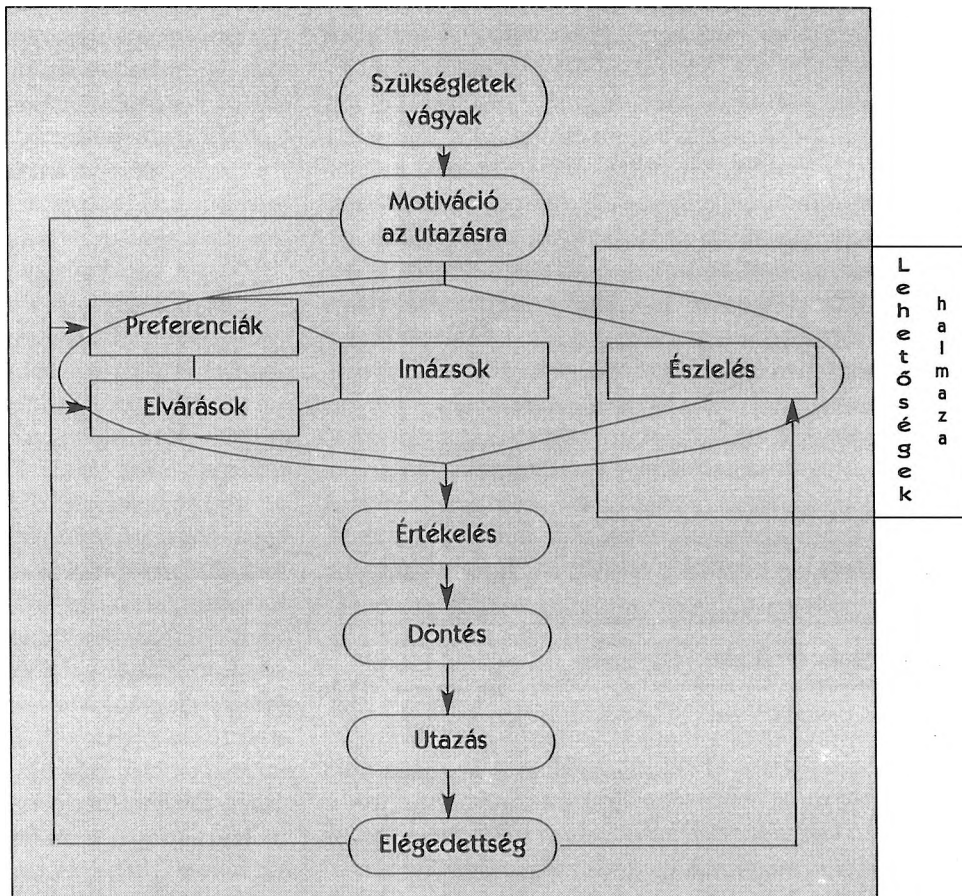 Szükségletek
vágyak
Motiváció
az utazásra
Preferenciák
Imázsok
Észlelés
Elvárások
Lehetőségek
halmaza
Értékelés
Döntés
Utazás
Elégedettség